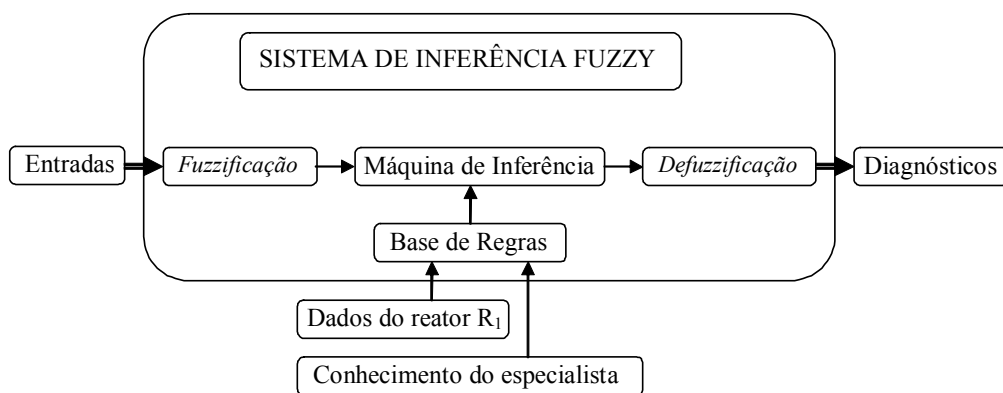 SISTEMA DE INFERÊNCIA FUZZY
Entradas
Fuzzificação
Máquina de Inferência
Defuzzificação
Diagnósticos
Base de Regras
Dados do reator R₁
Conhecimento do especialista